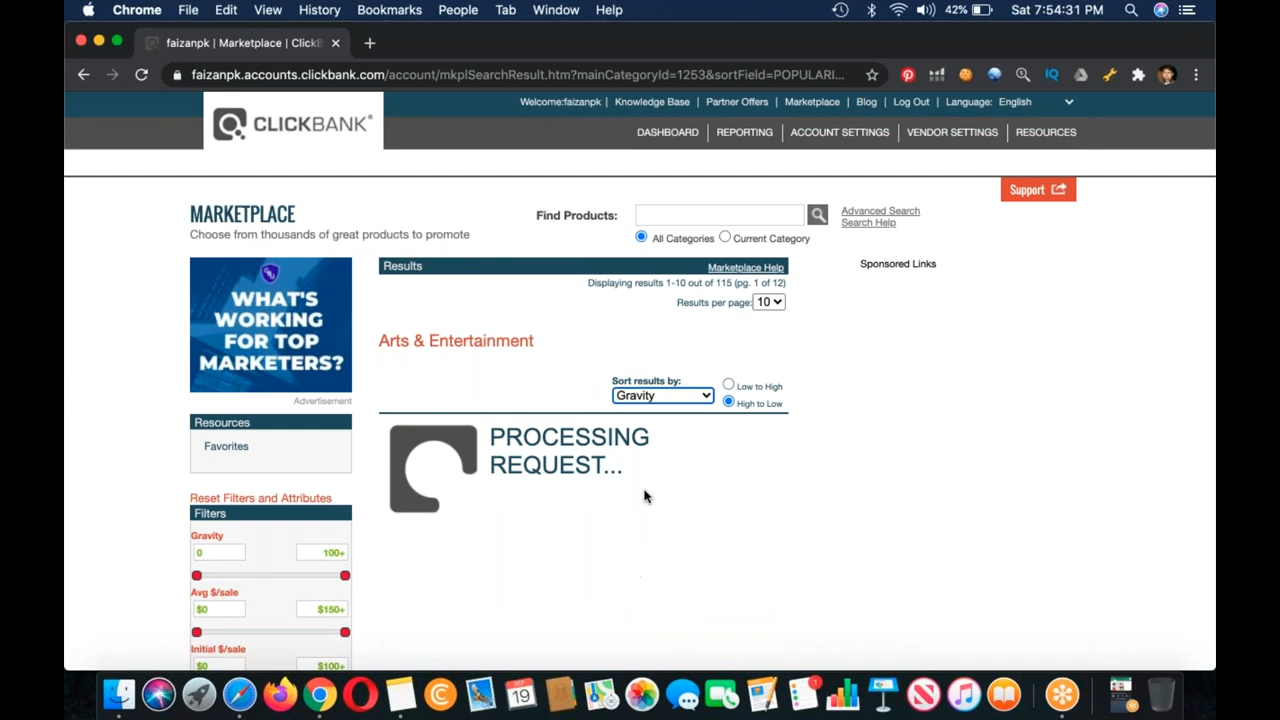 Chrome File Edit View History Bookmarks People Tab Window Help 42% Sat 7:54:31 PM
faizanpk | Marketplace | ClickB
faizanpk.accounts.clickbank.com/account/mkplSearchResult.htm?mainCategoryId=1253&sortField=POPULARI...
Welcome:faizanpk | Knowledge Base | Partner Offers | Marketplace | Blog | Log Out | Language: English
CLICKBANK
DASHBOARD | REPORTING | ACCOUNT SETTINGS | VENDOR SETTINGS | RESOURCES
Support
MARKETPLACE
Choose from thousands of great products to promote
Find Products:
Advanced Search
Search Help
All Categories Current Category
WHAT'S
WORKING
FOR TOP
MARKETERS?
Advertisement
Results Marketplace Help
Displaying results 1-10 out of 115 (pg. 1 of 12)
Results per page: 10
Sponsored Links
Arts & Entertainment
Sort results by:
Gravity
Low to High
High to Low
PROCESSING
REQUEST...
Resources
Favorites
Reset Filters and Attributes
Filters
Gravity
0 100+
Avg $/sale
$0 $150+
Initial $/sale
$0 $100+
SEP
19
1